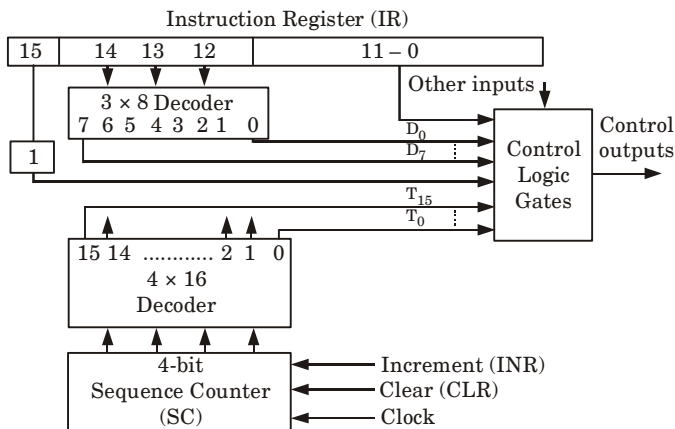 Instruction Register (IR)
15 14 13 12 11 – 0
Other inputs
3 × 8 Decoder
7 6 5 4 3 2 1 0
D0
D7
1
Control
Logic
Gates
Control
outputs
T15
T0
15 14 ............ 2 1 0
4 × 16
Decoder
4-bit
Sequence Counter
(SC)
Increment (INR)
Clear (CLR)
Clock